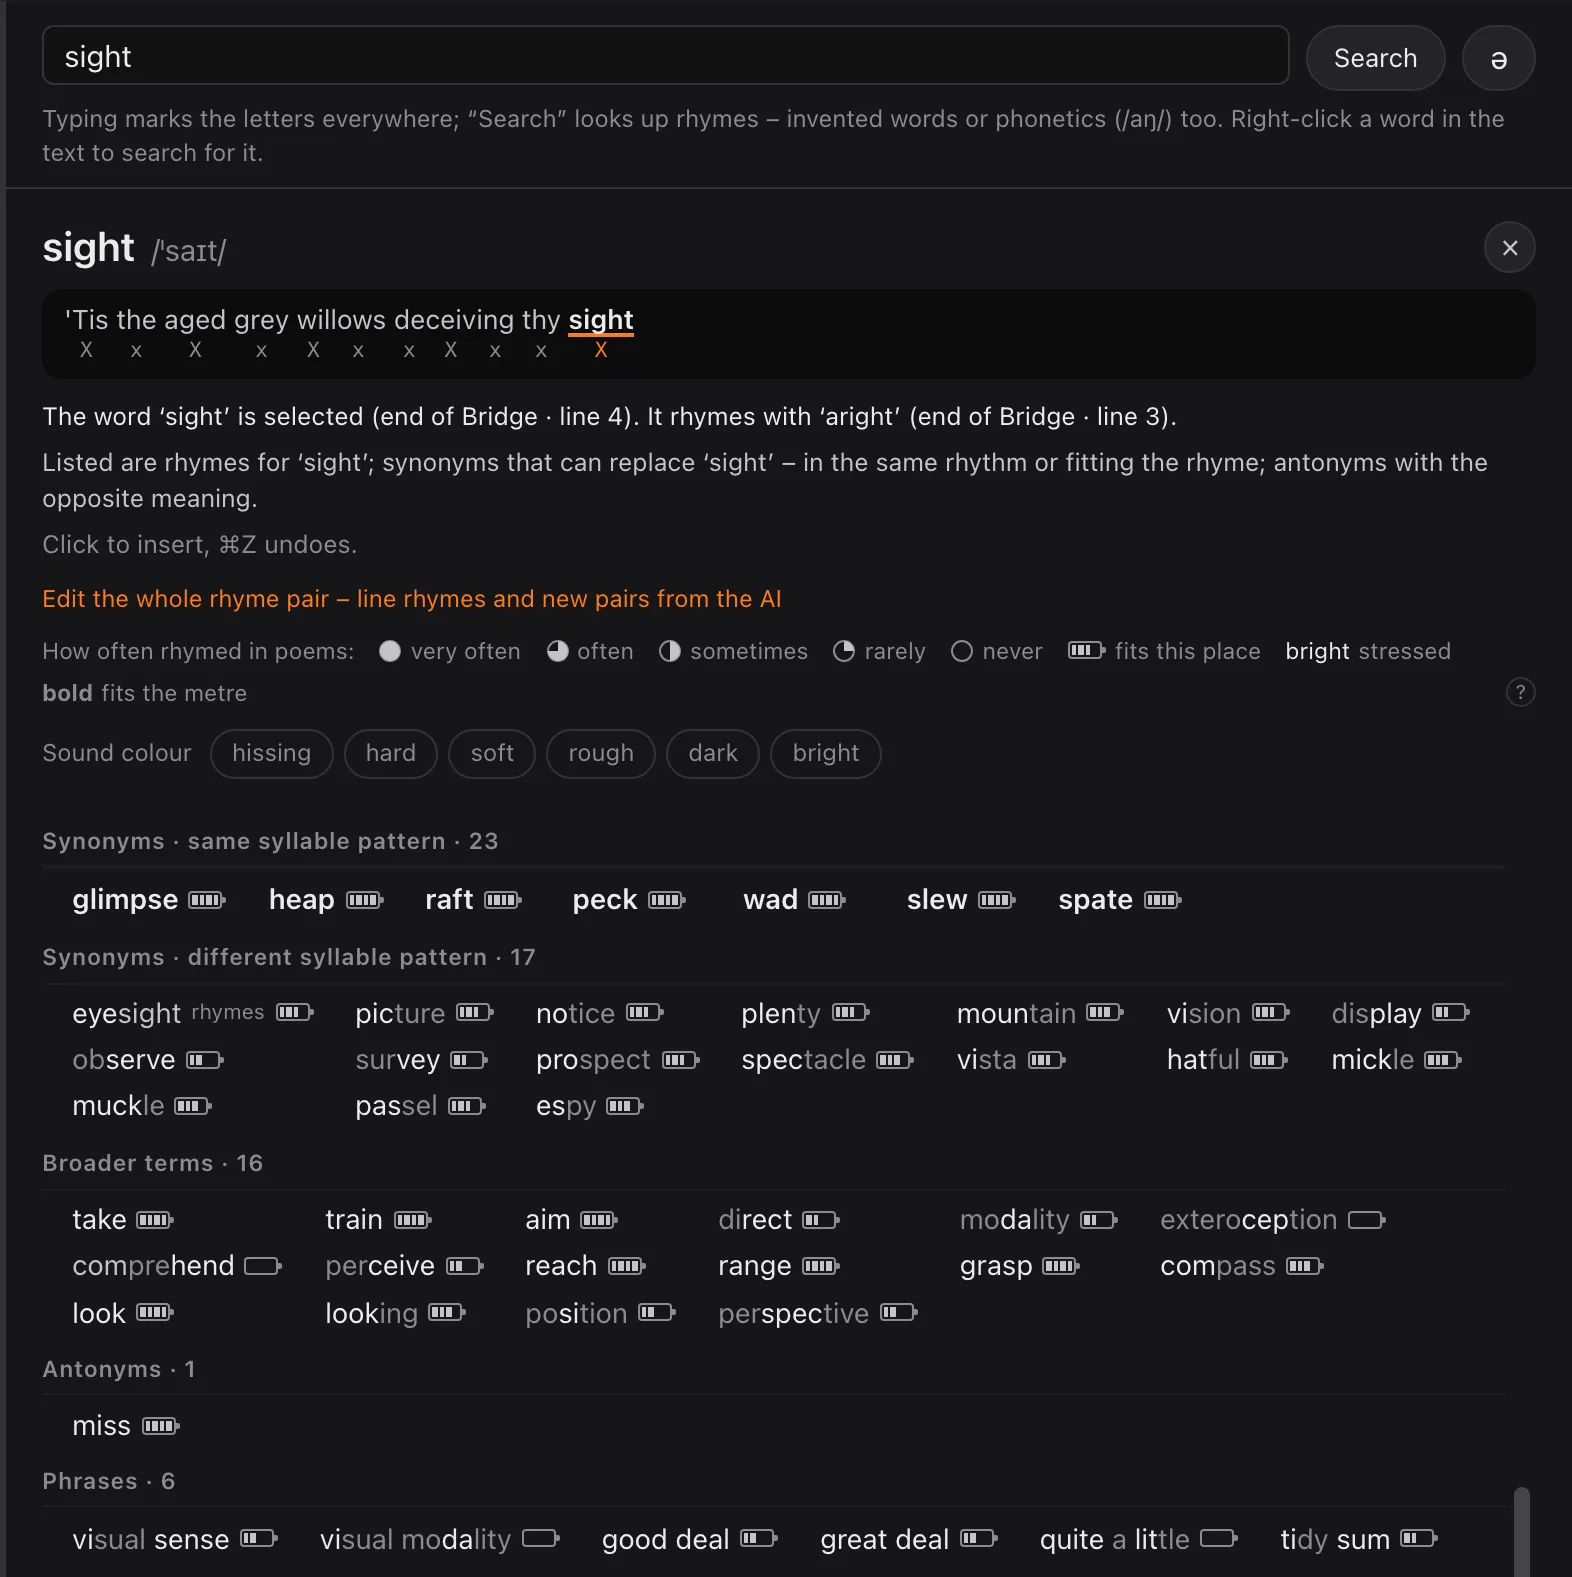 sight
Search
ə
Typing marks the letters everywhere; “Search” looks up rhymes – invented words or phonetics (/aŋ/) too. Right-click a word in the
text to search for it.
sight /ˈsaɪt/
×
'Tis the aged grey willows deceiving thy sight
X x X x X x x X x x X
The word ‘sight’ is selected (end of Bridge · line 4). It rhymes with ‘aright’ (end of Bridge · line 3).
Listed are rhymes for ‘sight’; synonyms that can replace ‘sight’ – in the same rhythm or fitting the rhyme; antonyms with the
opposite meaning.
Click to insert, ⌘Z undoes.
Edit the whole rhyme pair – line rhymes and new pairs from the AI
How often rhymed in poems: very often often sometimes rarely never fits this place bright stressed
bold fits the metre ?
Sound colour hissing hard soft rough dark bright
Synonyms · same syllable pattern · 23
glimpse heap raft peck wad slew spate
Synonyms · different syllable pattern · 17
eyesight rhymes picture notice plenty mountain vision display
observe survey prospect spectacle vista hatful mickle
muckle passel espy
Broader terms · 16
take train aim direct modality exteroception
comprehend perceive reach range grasp compass
look looking position perspective
Antonyms · 1
miss
Phrases · 6
visual sense visual modality good deal great deal quite a little tidy sum